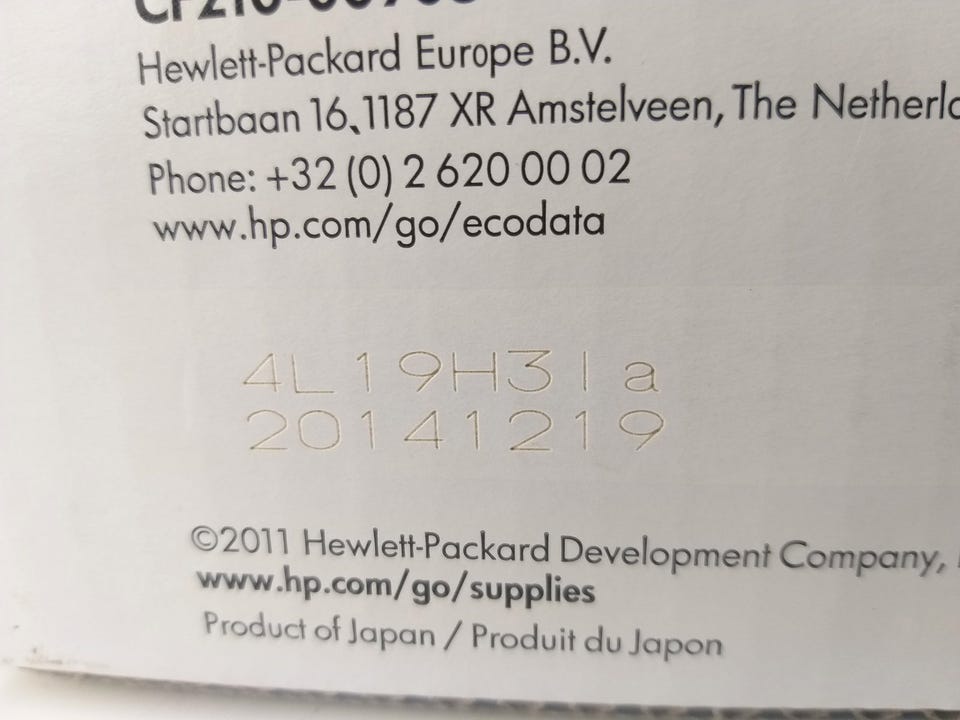 Hewlett-Packard Europe B.V.
Startbaan 16, 1187 XR Amstelveen, The
Phone: +32 (0) 2 620 00 02
www.hp.com/go/ecodata
4L19H3Ia
20141219
©2011 Hewlett-Packard Development Company,
www.hp.com/go/supplies
Product of Japan / Produit du Japon